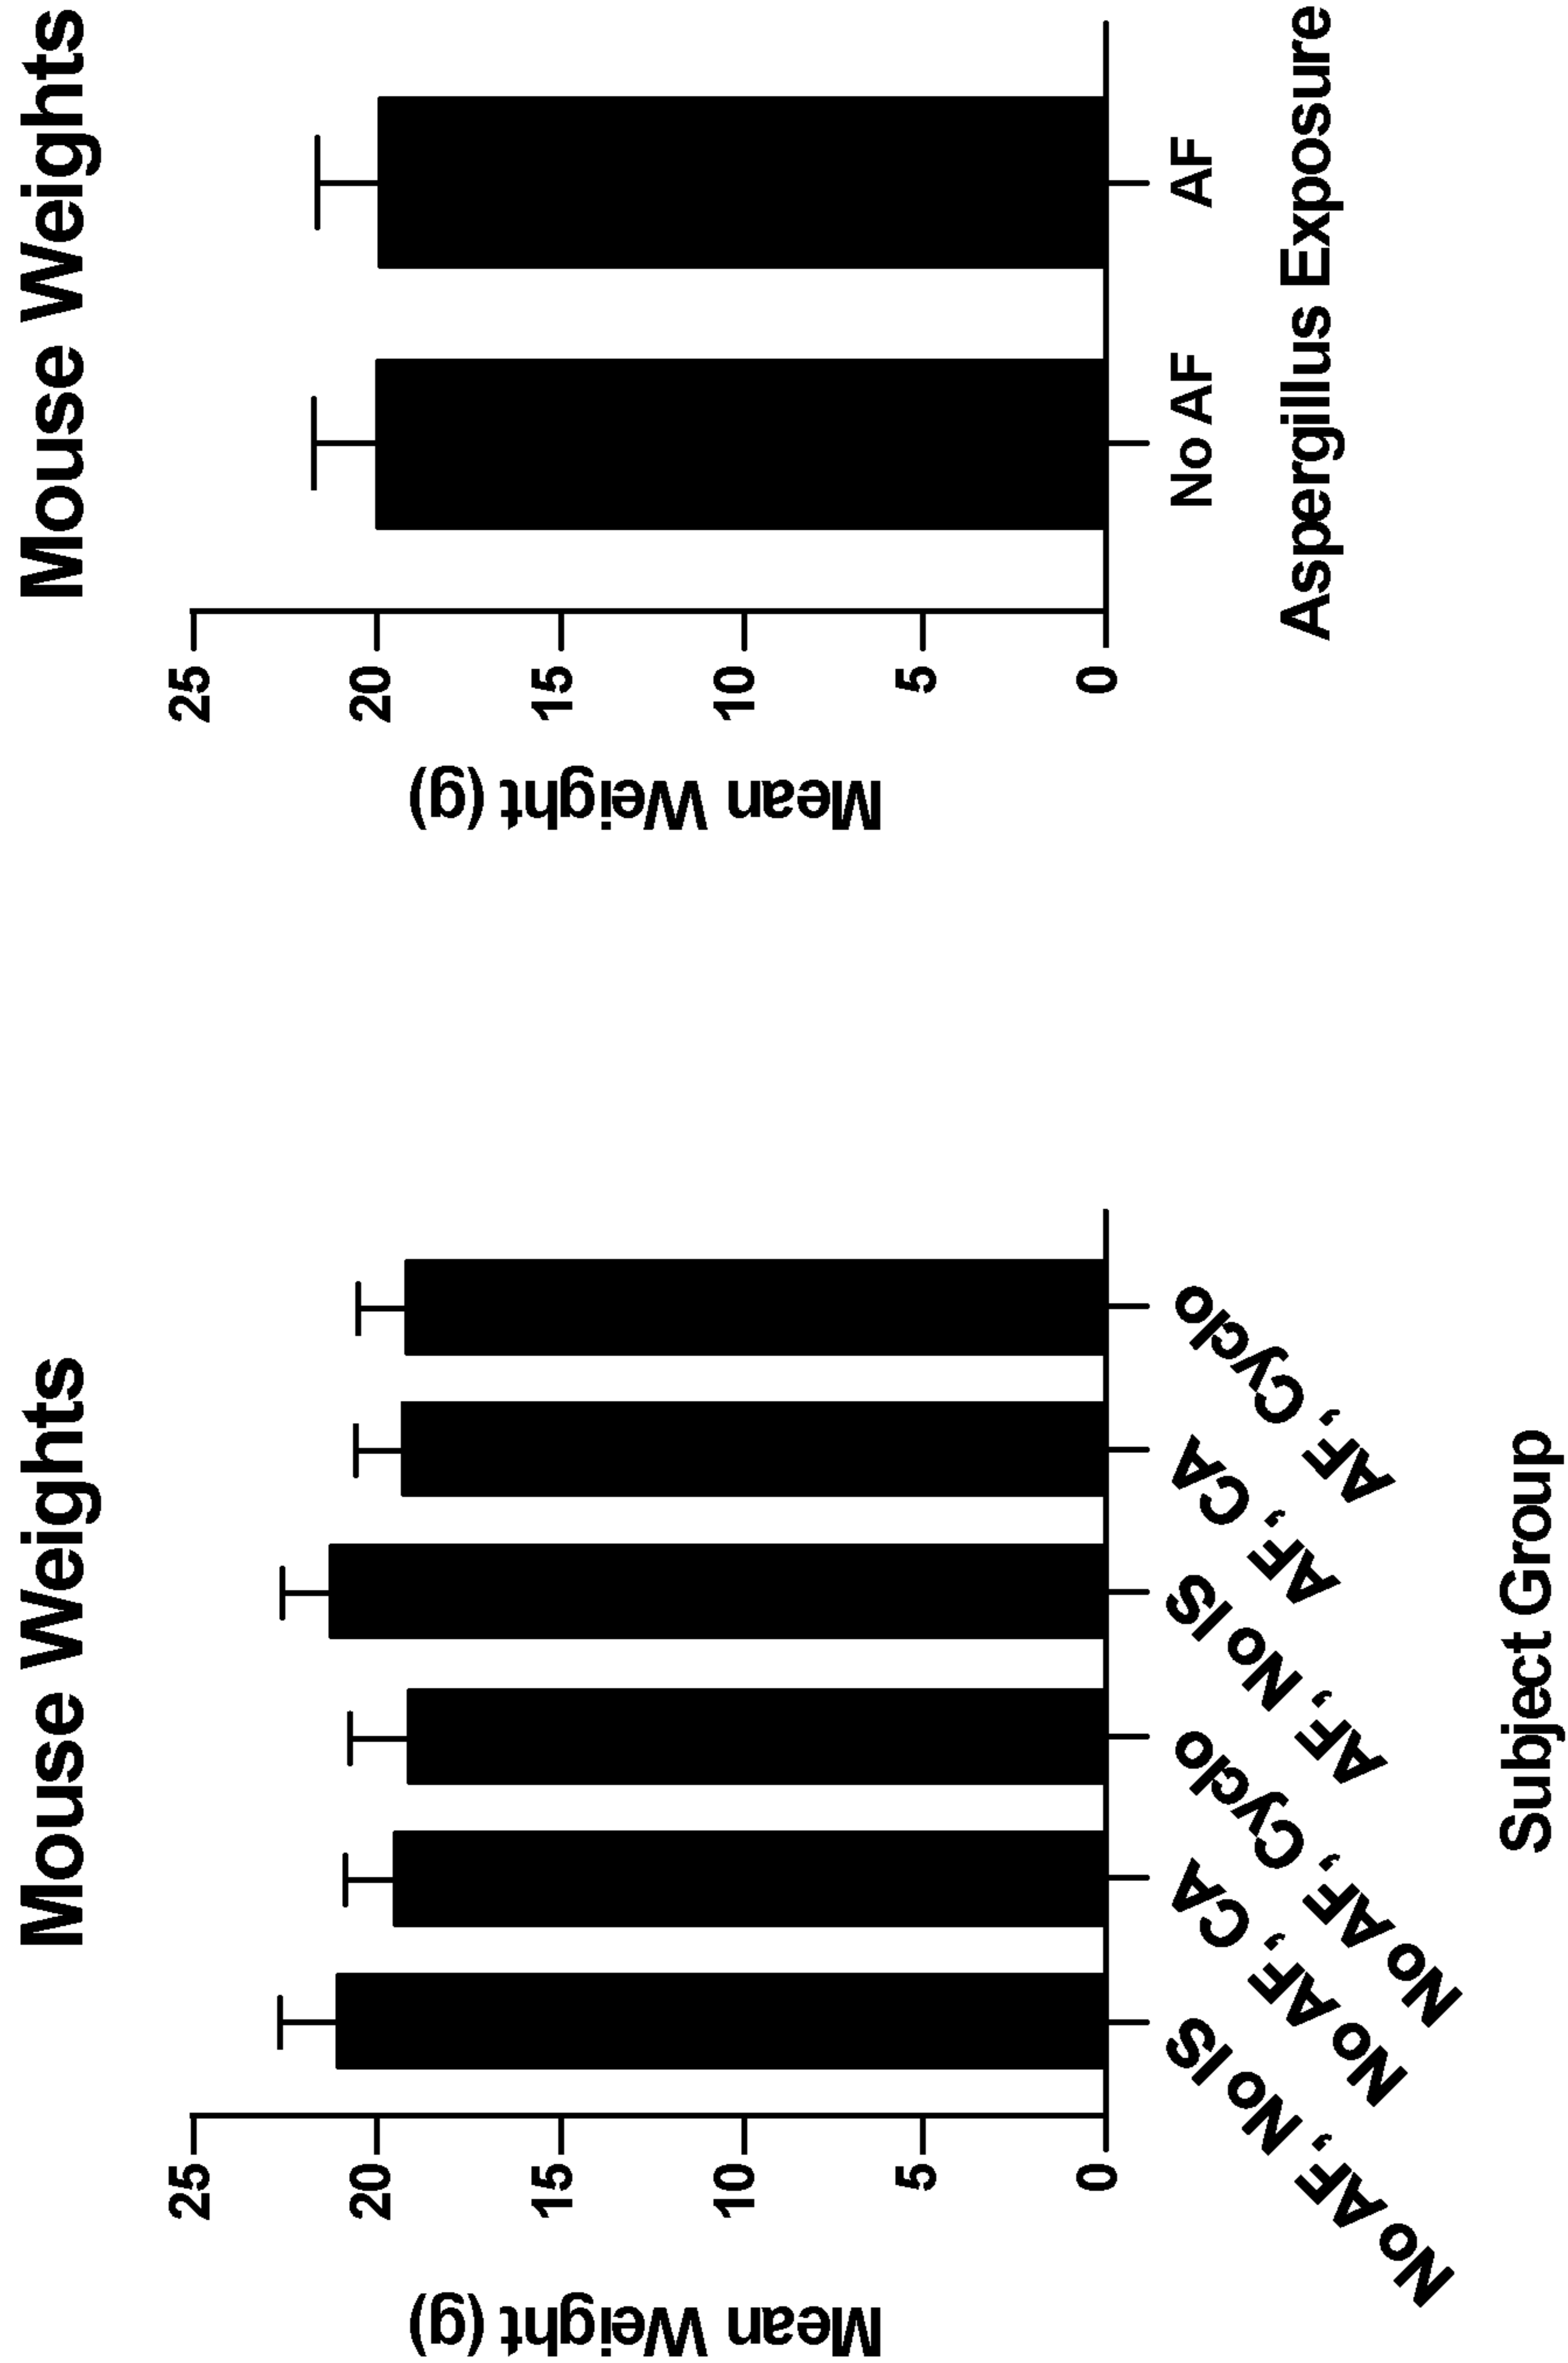 Mouse Weights
Mean Weight (g)
25
20
15
10
5
0
No AF, No IS
No AF, CA
No AF, Cyclo
AF, No IS
AF, CA
AF, Cyclo
Subject Group
Mouse Weights
Mean Weight (g)
25
20
15
10
5
0
No AF
AF
Aspergillus Exposure